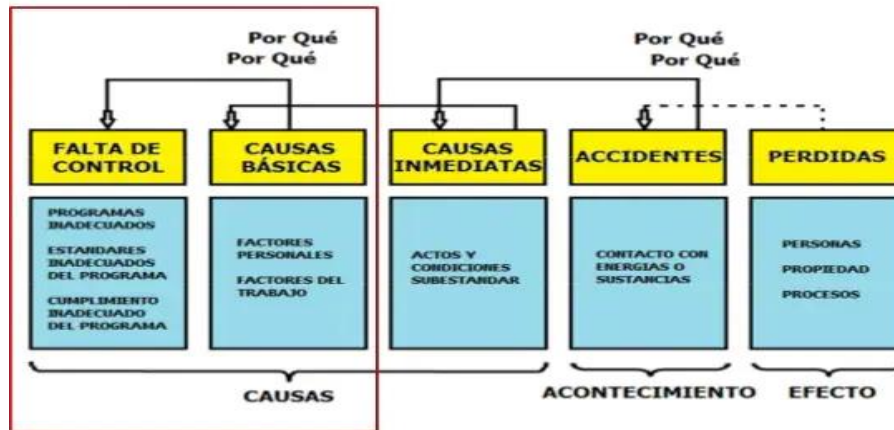 Por Qué
Por Qué
Por Qué
Por Qué
FALTA DE
CONTROL
CAUSAS
BÁSICAS
CAUSAS
INMEDIATAS
ACCIDENTES
PERDIDAS
PROGRAMAS
INADECUADOS
ESTANDARES
INADECUADOS
DEL PROGRAMA
CUMPLIMIENTO
INADECUADO
DEL PROGRAMA
FACTORES
PERSONALES
FACTORES DEL
TRABAJO
ACTOS Y
CONDICIONES
SUBESTANDAR
CONTACTO CON
ENERGIAS O
SUSTANCIAS
PERSONAS
PROPIEDAD
PROCESOS
CAUSAS
ACONTECIMIENTO
EFECTO